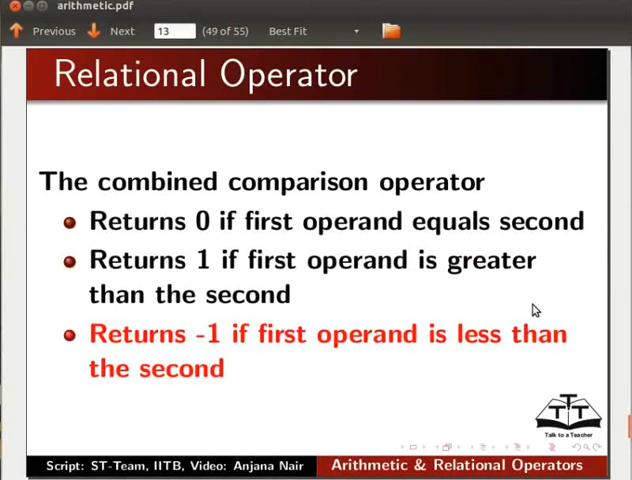 arithmetic.pdf
Previous Next 13 (49 of 55) Best Fit
Relational Operator
The combined comparison operator
Returns 0 if first operand equals second
Returns 1 if first operand is greater
than the second
Returns -1 if first operand is less than
the second
TTT
Talk to a Teacher
Script: ST-Team, IITB, Video: Anjana Nair Arithmetic & Relational Operators